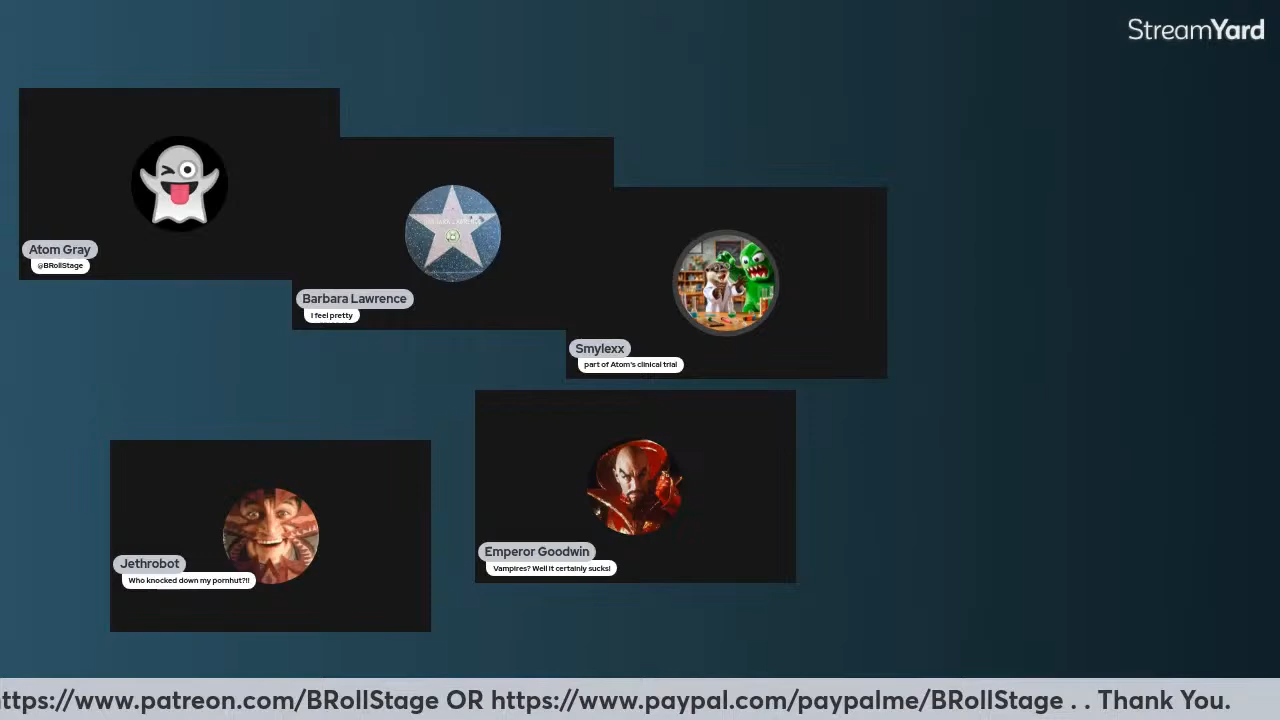 StreamYard
Atom Gray
@BRollStage
Barbara Lawrence
I feel pretty
Smylexx
part of Atom's clinical trial
Emperor Goodwin
Vampires? Well it certainly sucks!
Jethrobot
Who knocked down my pornhut?!!
ttps://www.patreon.com/BRollStage OR https://www.paypal.com/paypalme/BRollStage . . Thank You.